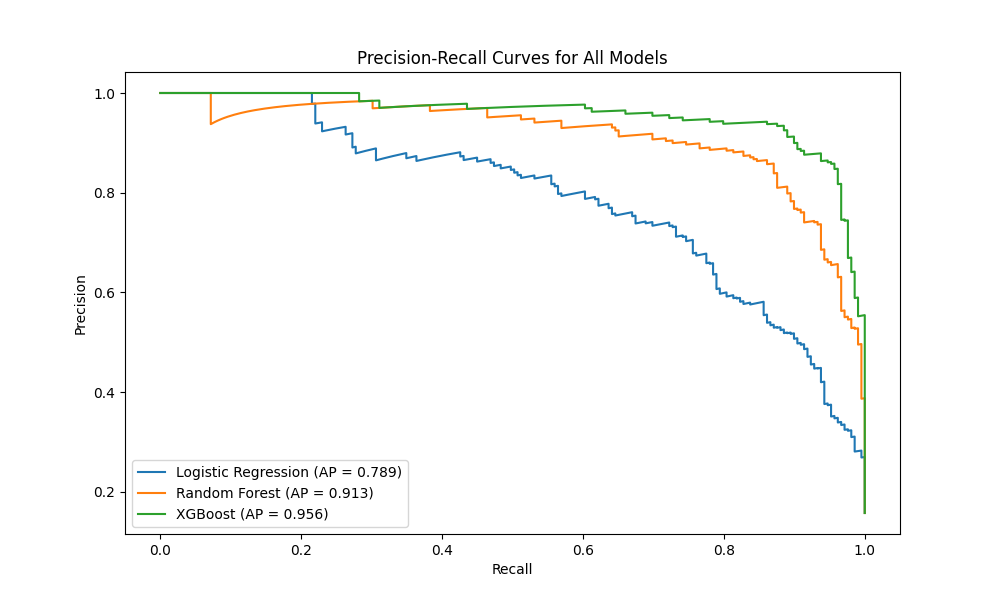 Precision-Recall Curves for All Models
Precision
1.0
0.8
0.6
0.4
0.2
Logistic Regression (AP = 0.789)
Random Forest (AP = 0.913)
XGBoost (AP = 0.956)
0.0 0.2 0.4 0.6 0.8 1.0
Recall